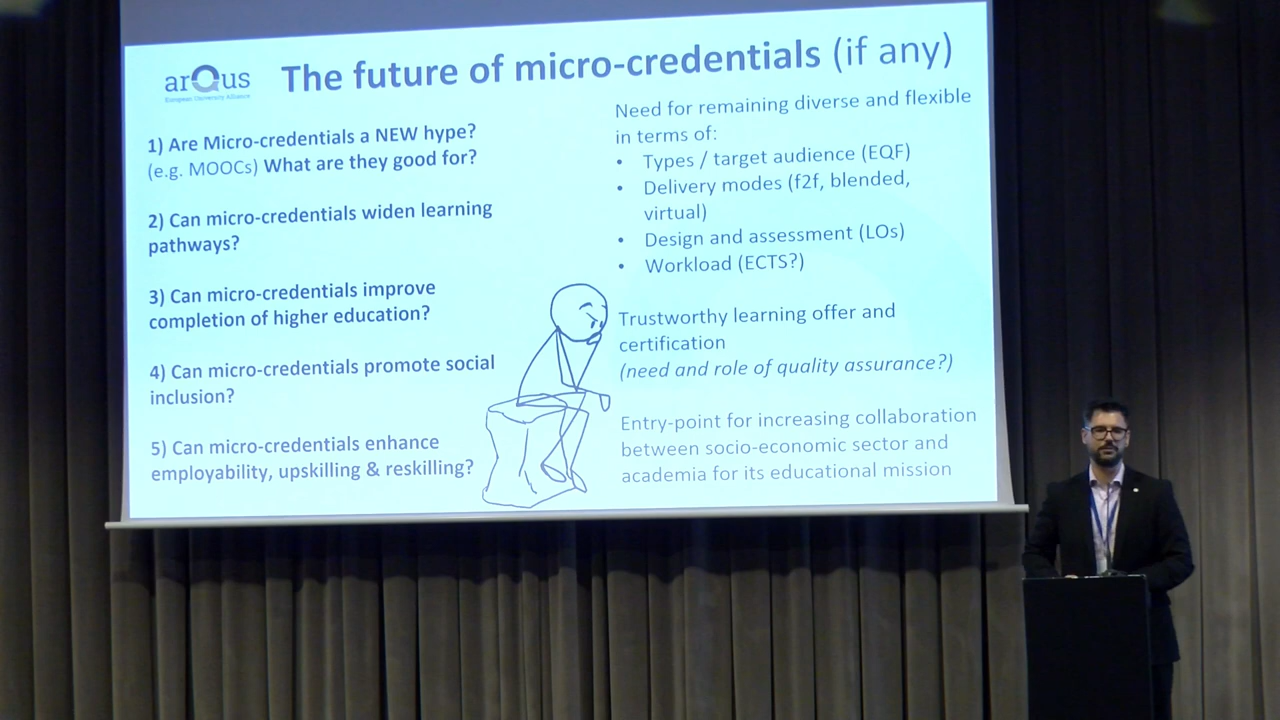 arQus
European University Alliance
The future of micro-credentials (if any)
1) Are Micro-credentials a NEW hype?
(e.g. MOOCs) What are they good for?
2) Can micro-credentials widen learning
pathways?
3) Can micro-credentials improve
completion of higher education?
4) Can micro-credentials promote social
inclusion?
5) Can micro-credentials enhance
employability, upskilling & reskilling?
Need for remaining diverse and flexible
in terms of:
• Types / target audience (EQF)
• Delivery modes (f2f, blended,
virtual)
• Design and assessment (LOs)
• Workload (ECTS?)
Trustworthy learning offer and
certification
(need and role of quality assurance?)
Entry-point for increasing collaboration
between socio-economic sector and
academia for its educational mission